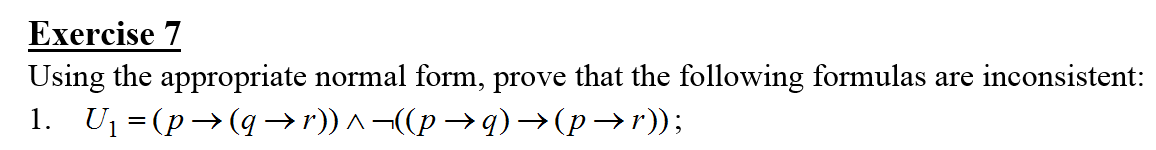 Exercise 7
Using the appropriate normal form, prove that the following formulas are inconsistent:
1. U₁ = (p → (q → r)) ∧ ¬((p → q) → (p → r));